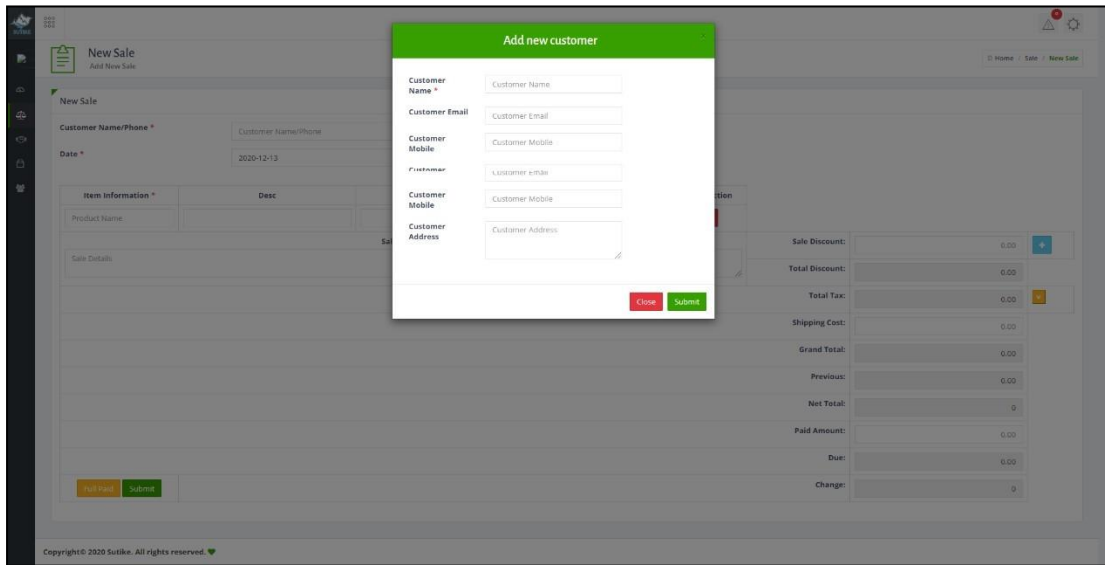 SUTIKE
4
New Sale
Add New Sale
Home / Sale / New Sale
New Sale
Customer Name/Phone *
Customer Name/Phone
Date *
2020-12-13
Item Information *
Desc
ction
Product Name
Sal
Sale Details
Add new customer
×
Customer Name *
Customer Name
Customer Email
Customer Email
Customer Mobile
Customer Mobile
Customer
Customer Email
Customer Mobile
Customer Mobile
Customer Address
Customer Address
Close
Submit
Sale Discount:
0.00
+
Total Discount:
0.00
Total Tax:
0.00
Shipping Cost:
0.00
Grand Total:
0.00
Previous:
0.00
Net Total:
0
Paid Amount:
0.00
Due:
0.00
Full Paid
Submit
Change:
0
Copyright© 2020 Sutike. All rights reserved.